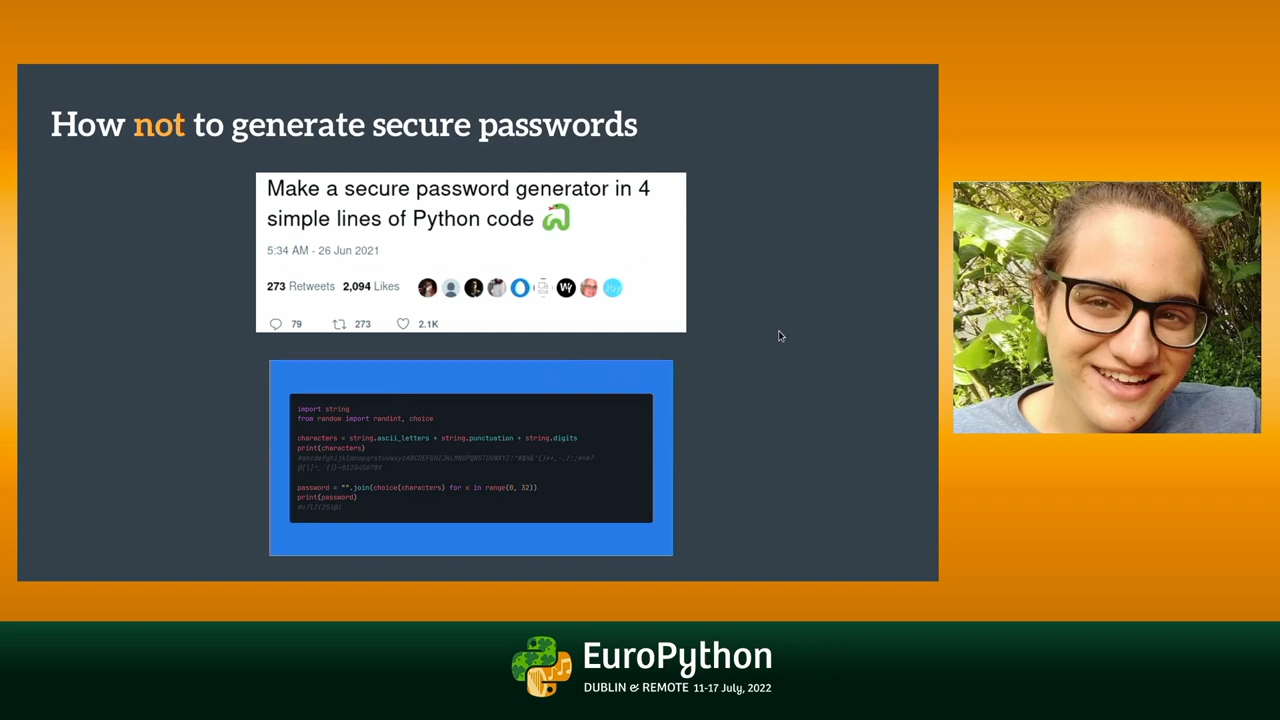 How not to generate secure passwords
Make a secure password generator in 4
simple lines of Python code
5:34 AM - 26 Jun 2021
273 Retweets 2,094 Likes
79 273 2.1K
import string
from random import randint, choice
characters = string.ascii_letters + string.punctuation + string.digits
print(characters)
password = "".join(choice(characters) for x in range(0, 32))
print(password)
EuroPython
DUBLIN & REMOTE 11-17 July, 2022